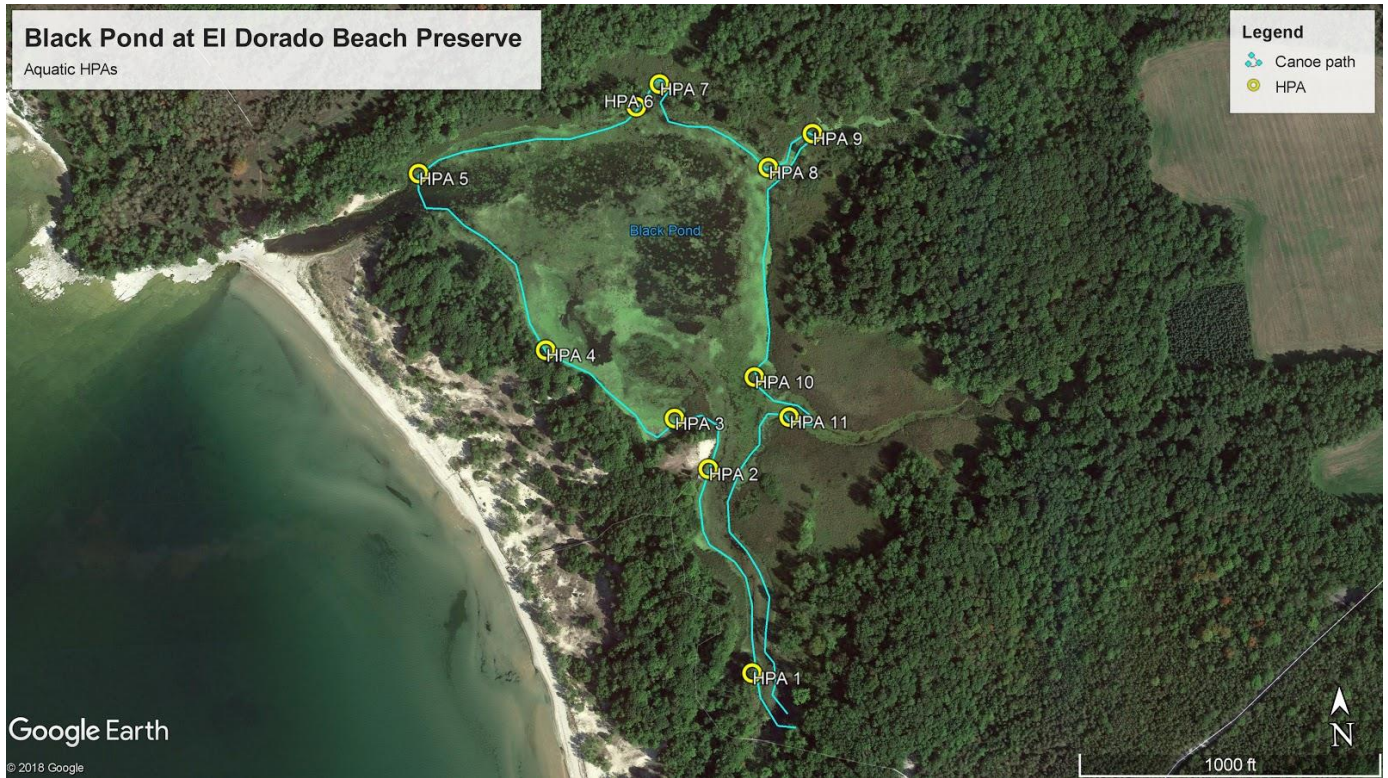 Black Pond at El Dorado Beach Preserve
Aquatic HPAs
Legend
Canoe path
HPA
HPA 7
HPA 6
HPA 9
HPA 8
HPA 5
Black Pond
HPA 4
HPA 10
HPA 3
HPA 11
HPA 2
HPA 1
Google Earth
N
© 2018 Google
1000 ft